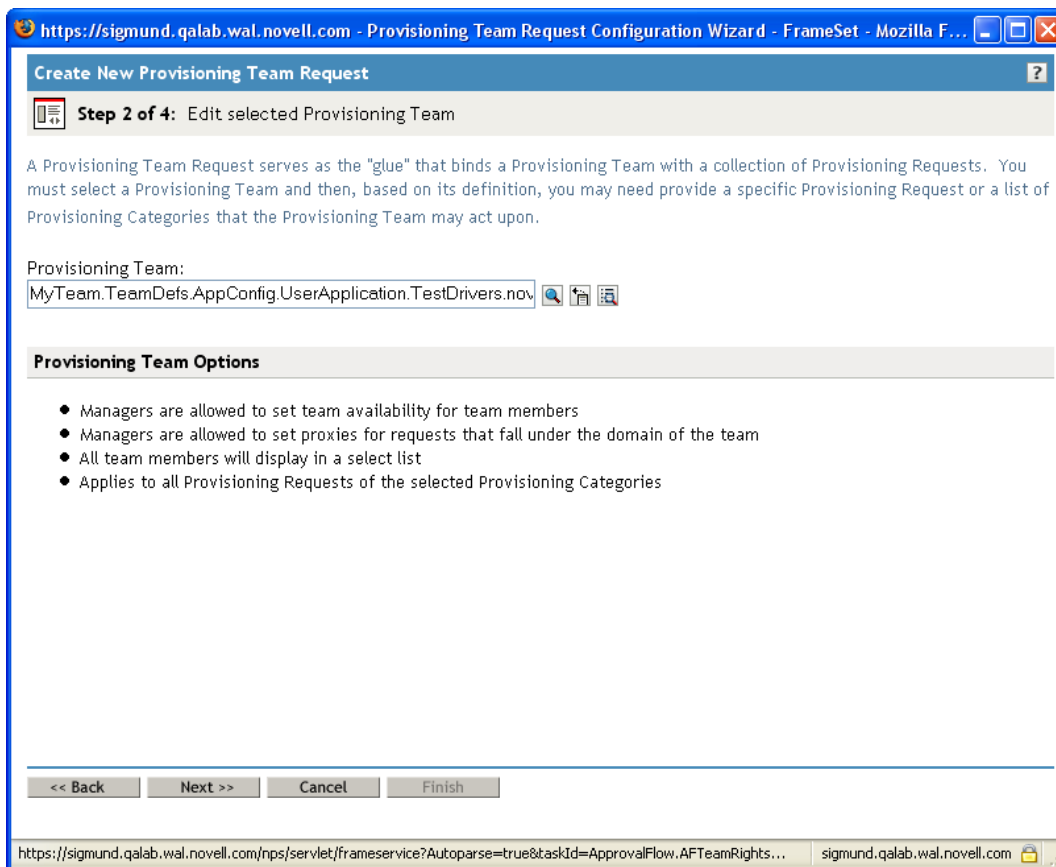 https://sigmund.qalab.wal.novell.com - Provisioning Team Request Configuration Wizard - FrameSet - Mozilla F...
Create New Provisioning Team Request
?
Step 2 of 4: Edit selected Provisioning Team
A Provisioning Team Request serves as the "glue" that binds a Provisioning Team with a collection of Provisioning Requests. You
must select a Provisioning Team and then, based on its definition, you may need provide a specific Provisioning Request or a list of
Provisioning Categories that the Provisioning Team may act upon.
Provisioning Team:
MyTeam.TeamDefs.AppConfig.UserApplication.TestDrivers.nov
Provisioning Team Options
Managers are allowed to set team availability for team members
Managers are allowed to set proxies for requests that fall under the domain of the team
All team members will display in a select list
Applies to all Provisioning Requests of the selected Provisioning Categories
<< Back Next >> Cancel Finish
https://sigmund.qalab.wal.novell.com/nps/servlet/frameservice?Autoparse=true&taskId=ApprovalFlow.AFTeamRights... sigmund.qalab.wal.novell.com